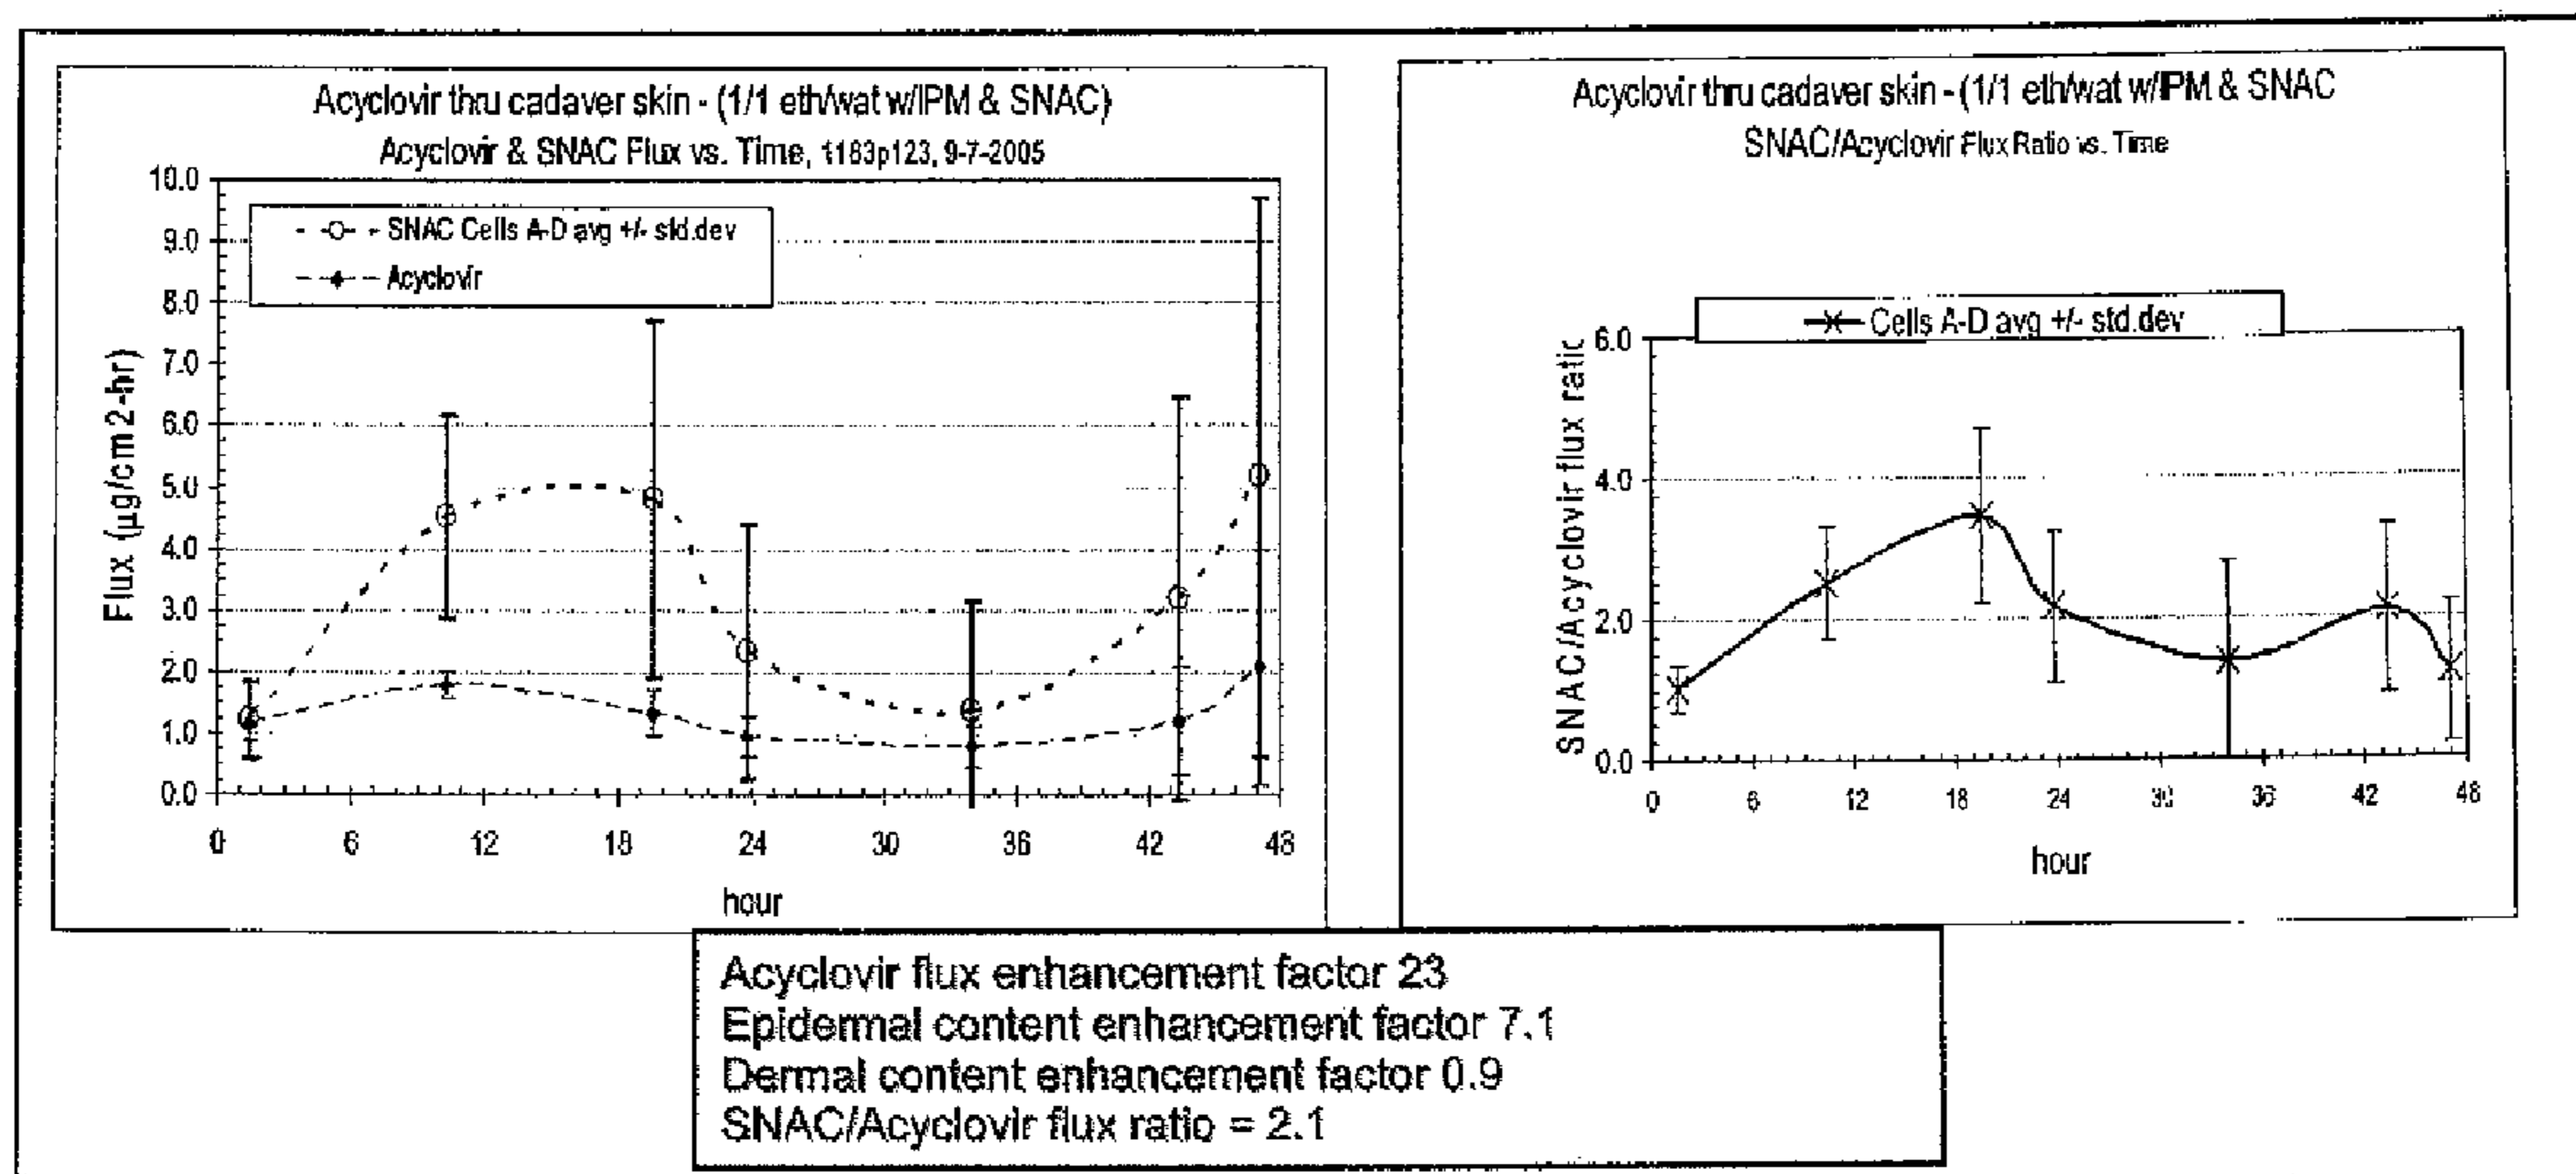 Acyclovir thru cadaver skin - (1/1 eth/wat w/IPM & SNAC)
Acyclovir & SNAC Flux vs. Time, t183p123, 9-7-2005
SNAC Cells A-D avg +/- std.dev
Acyclovir
Flux (µg/cm2-hr)
10.0
9.0
8.0
7.0
6.0
5.0
4.0
3.0
2.0
1.0
0.0
0 6 12 18 24 30 36 42 48
hour
Acyclovir thru cadaver skin - (1/1 eth/wat w/IPM & SNAC
SNAC/Acyclovir Flux Ratio vs. Time
Cells A-D avg +/- std.dev
SNAC/Acyclovir flux ratio
6.0
4.0
2.0
0.0
0 6 12 18 24 30 36 42 48
hour
Acyclovir flux enhancement factor 23
Epidermal content enhancement factor 7.1
Dermal content enhancement factor 0.9
SNAC/Acyclovir flux ratio = 2.1